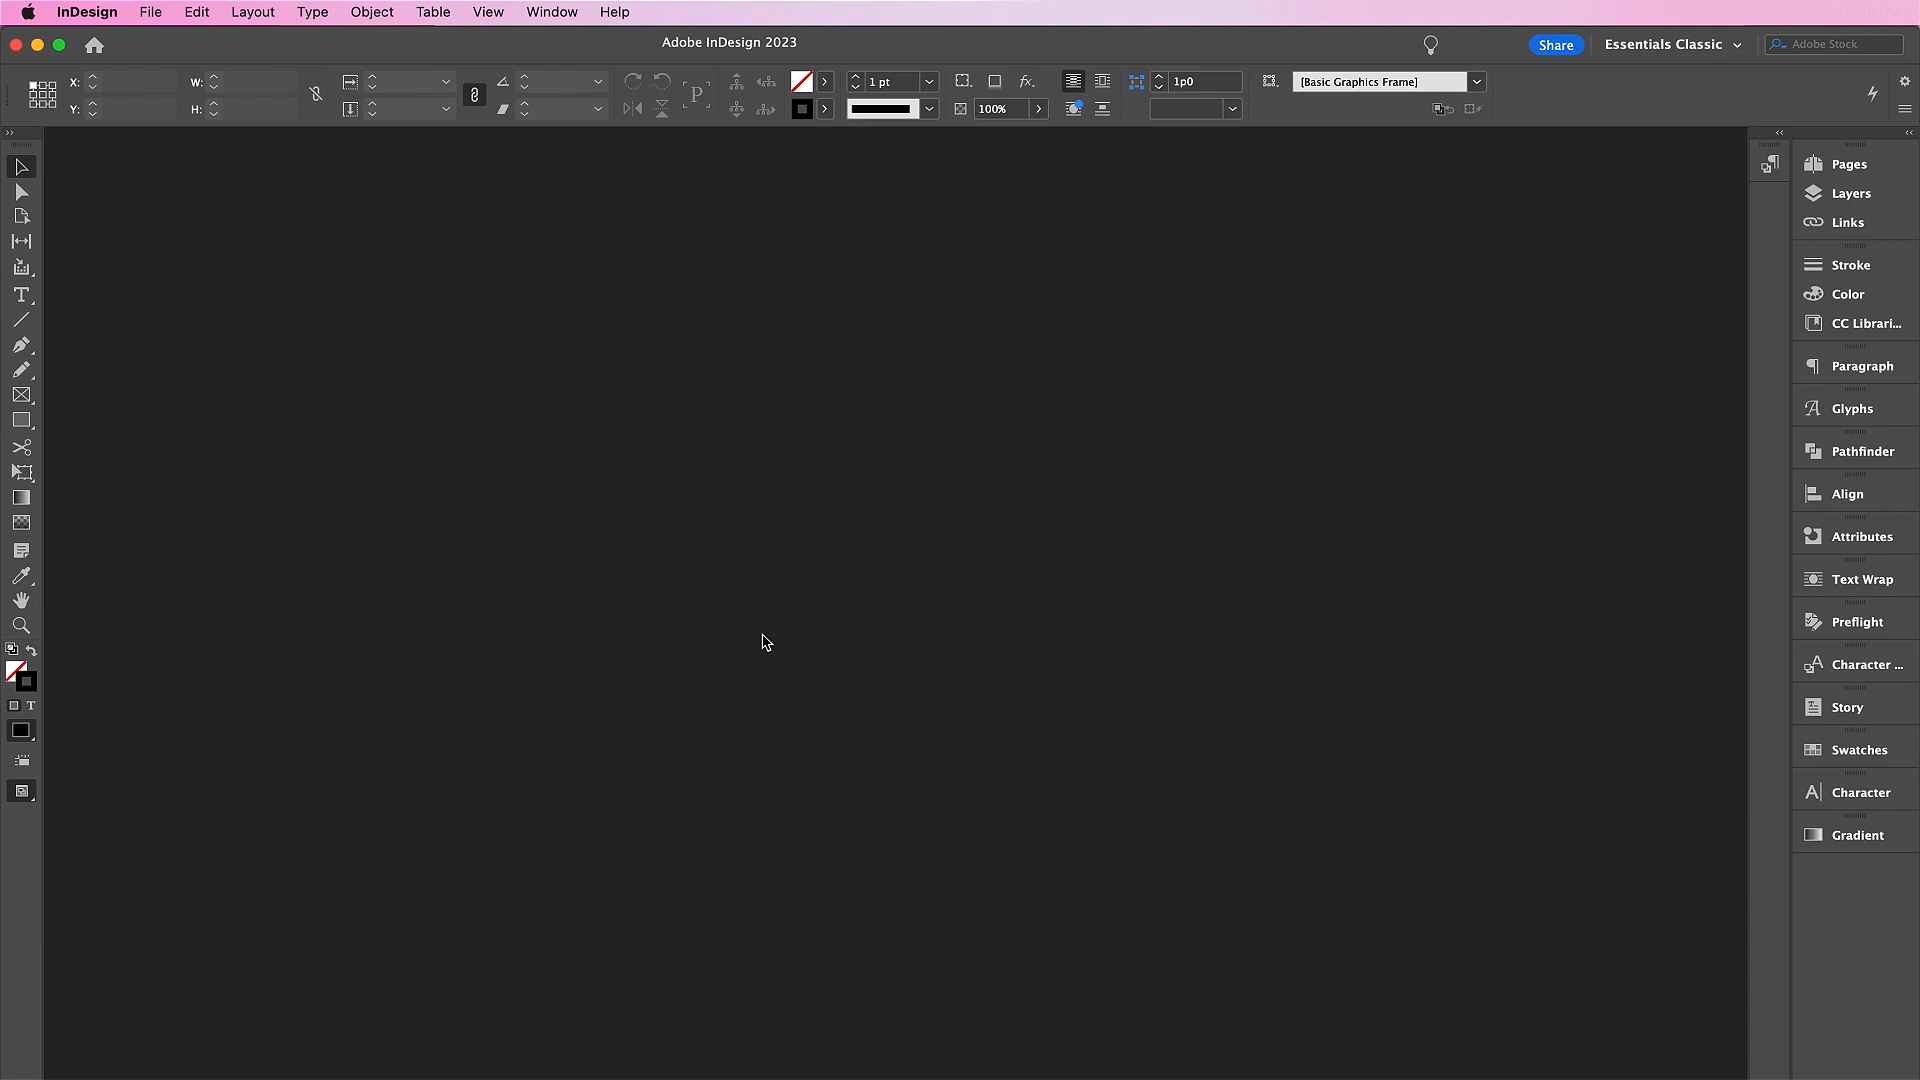 InDesign File Edit Layout Type Object Table View Window Help
Adobe InDesign 2023
Share
Essentials Classic
Adobe Stock
X: W: 1 pt 1p0 [Basic Graphics Frame]
Y: H: 100%
P
Pages
Layers
Links
Stroke
Color
CC Librari...
Paragraph
Glyphs
Pathfinder
Align
Attributes
Text Wrap
Preflight
Character ...
Story
Swatches
Character
Gradient